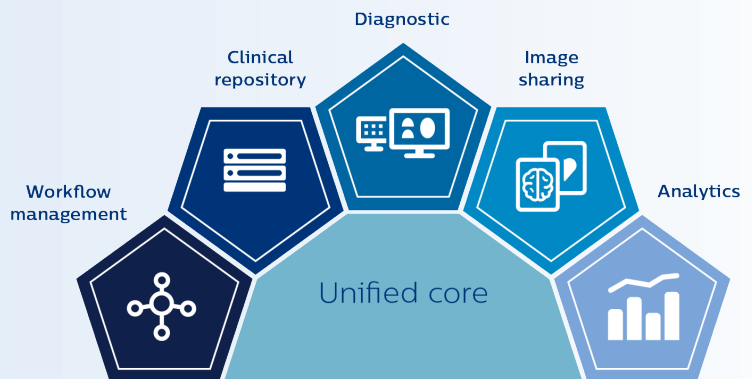 Diagnostic
Clinical
repository
Image
sharing
Workflow
management
Analytics
Unified core